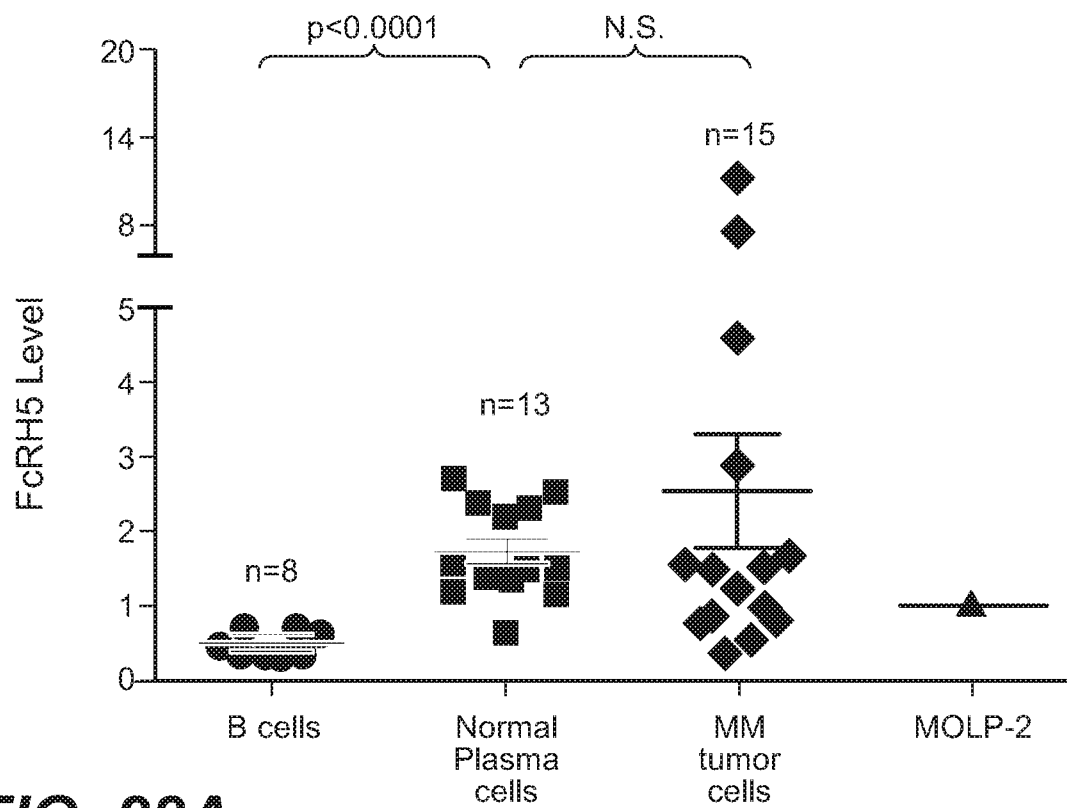 p<0.0001
N.S.
20
14
8
5
4
3
2
1
0
FcRH5 Level
n=8
n=13
n=15
B cells
Normal
Plasma
cells
MM
tumor
cells
MOLP-2